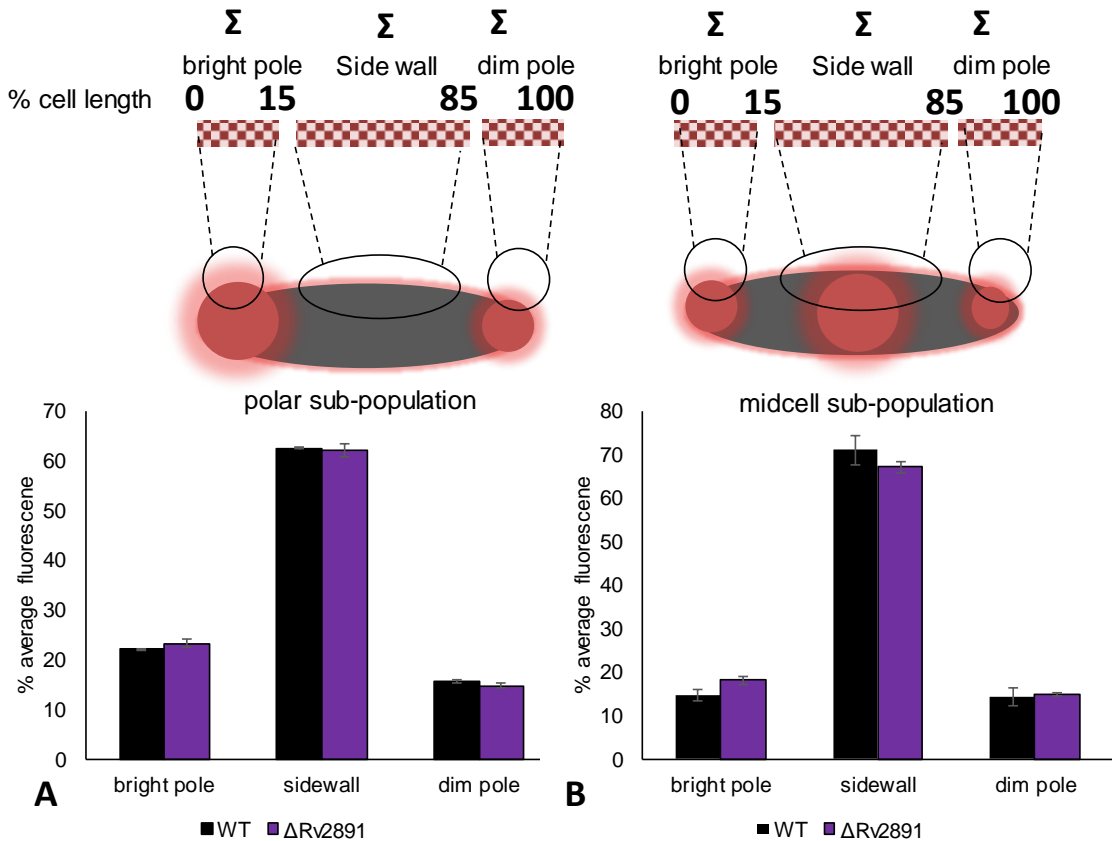 Σ Σ Σ
bright pole Side wall dim pole
% cell length 0 15 85 100
Σ Σ Σ
bright pole Side wall dim pole
0 15 85 100
polar sub-population
% average fluorescene
70
60
50
40
30
20
10
0
bright pole sidewall dim pole
A
WT ΔRv2891
midcell sub-population
% average fluorescene
80
70
60
50
40
30
20
10
0
bright pole sidewall dim pole
B
WT ΔRv2891